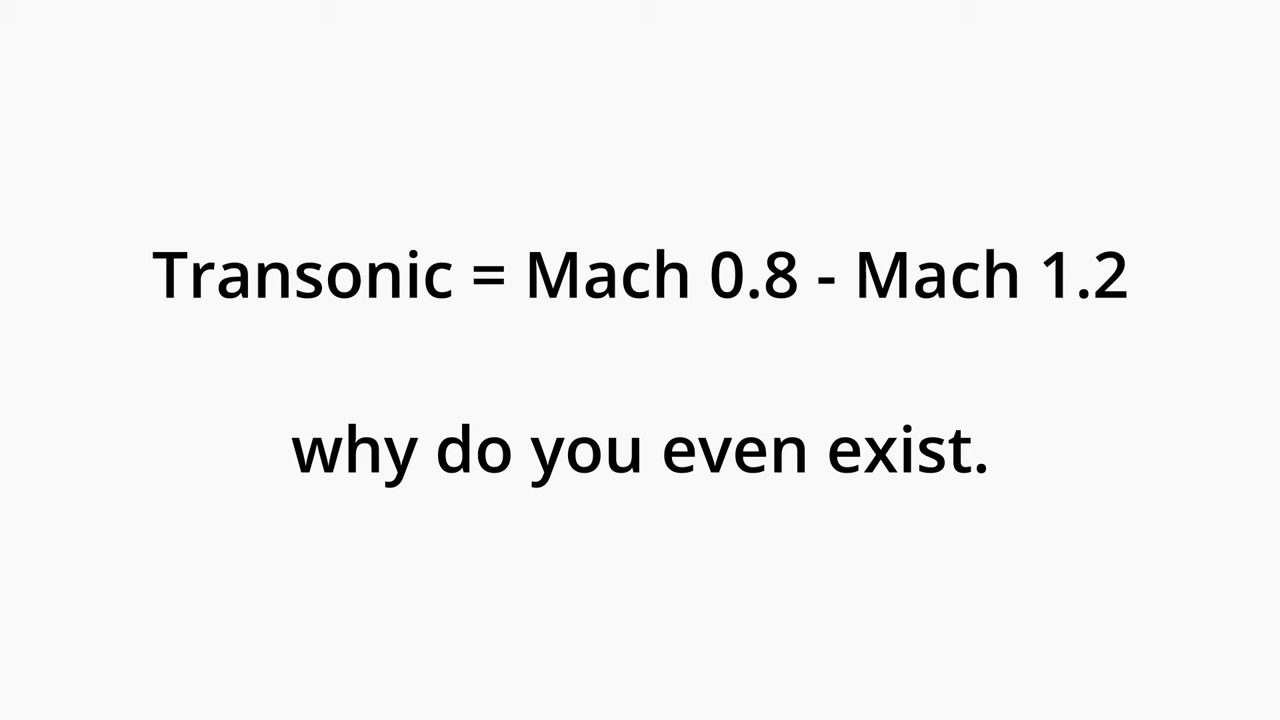 Transonic = Mach 0.8 - Mach 1.2
why do you even exist.